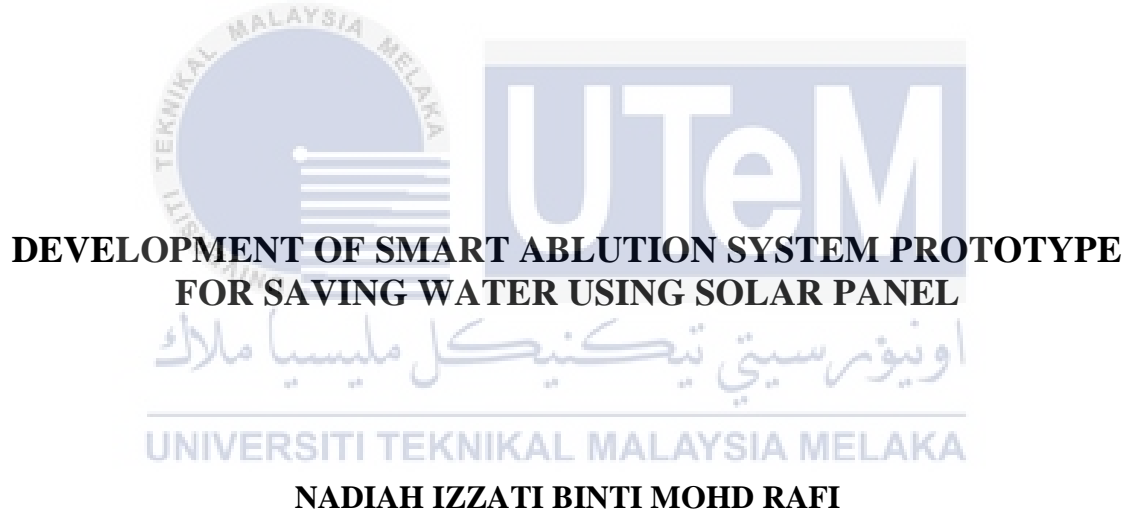 UNIVERSITI TEKNIKAL MALAYSIA MELAKA
UTeM
DEVELOPMENT OF SMART ABLUTION SYSTEM PROTOTYPE
FOR SAVING WATER USING SOLAR PANEL
اونيۏرسيتي تيكنيكل مليسيا ملاك
UNIVERSITI TEKNIKAL MALAYSIA MELAKA
NADIAH IZZATI BINTI MOHD RAFI